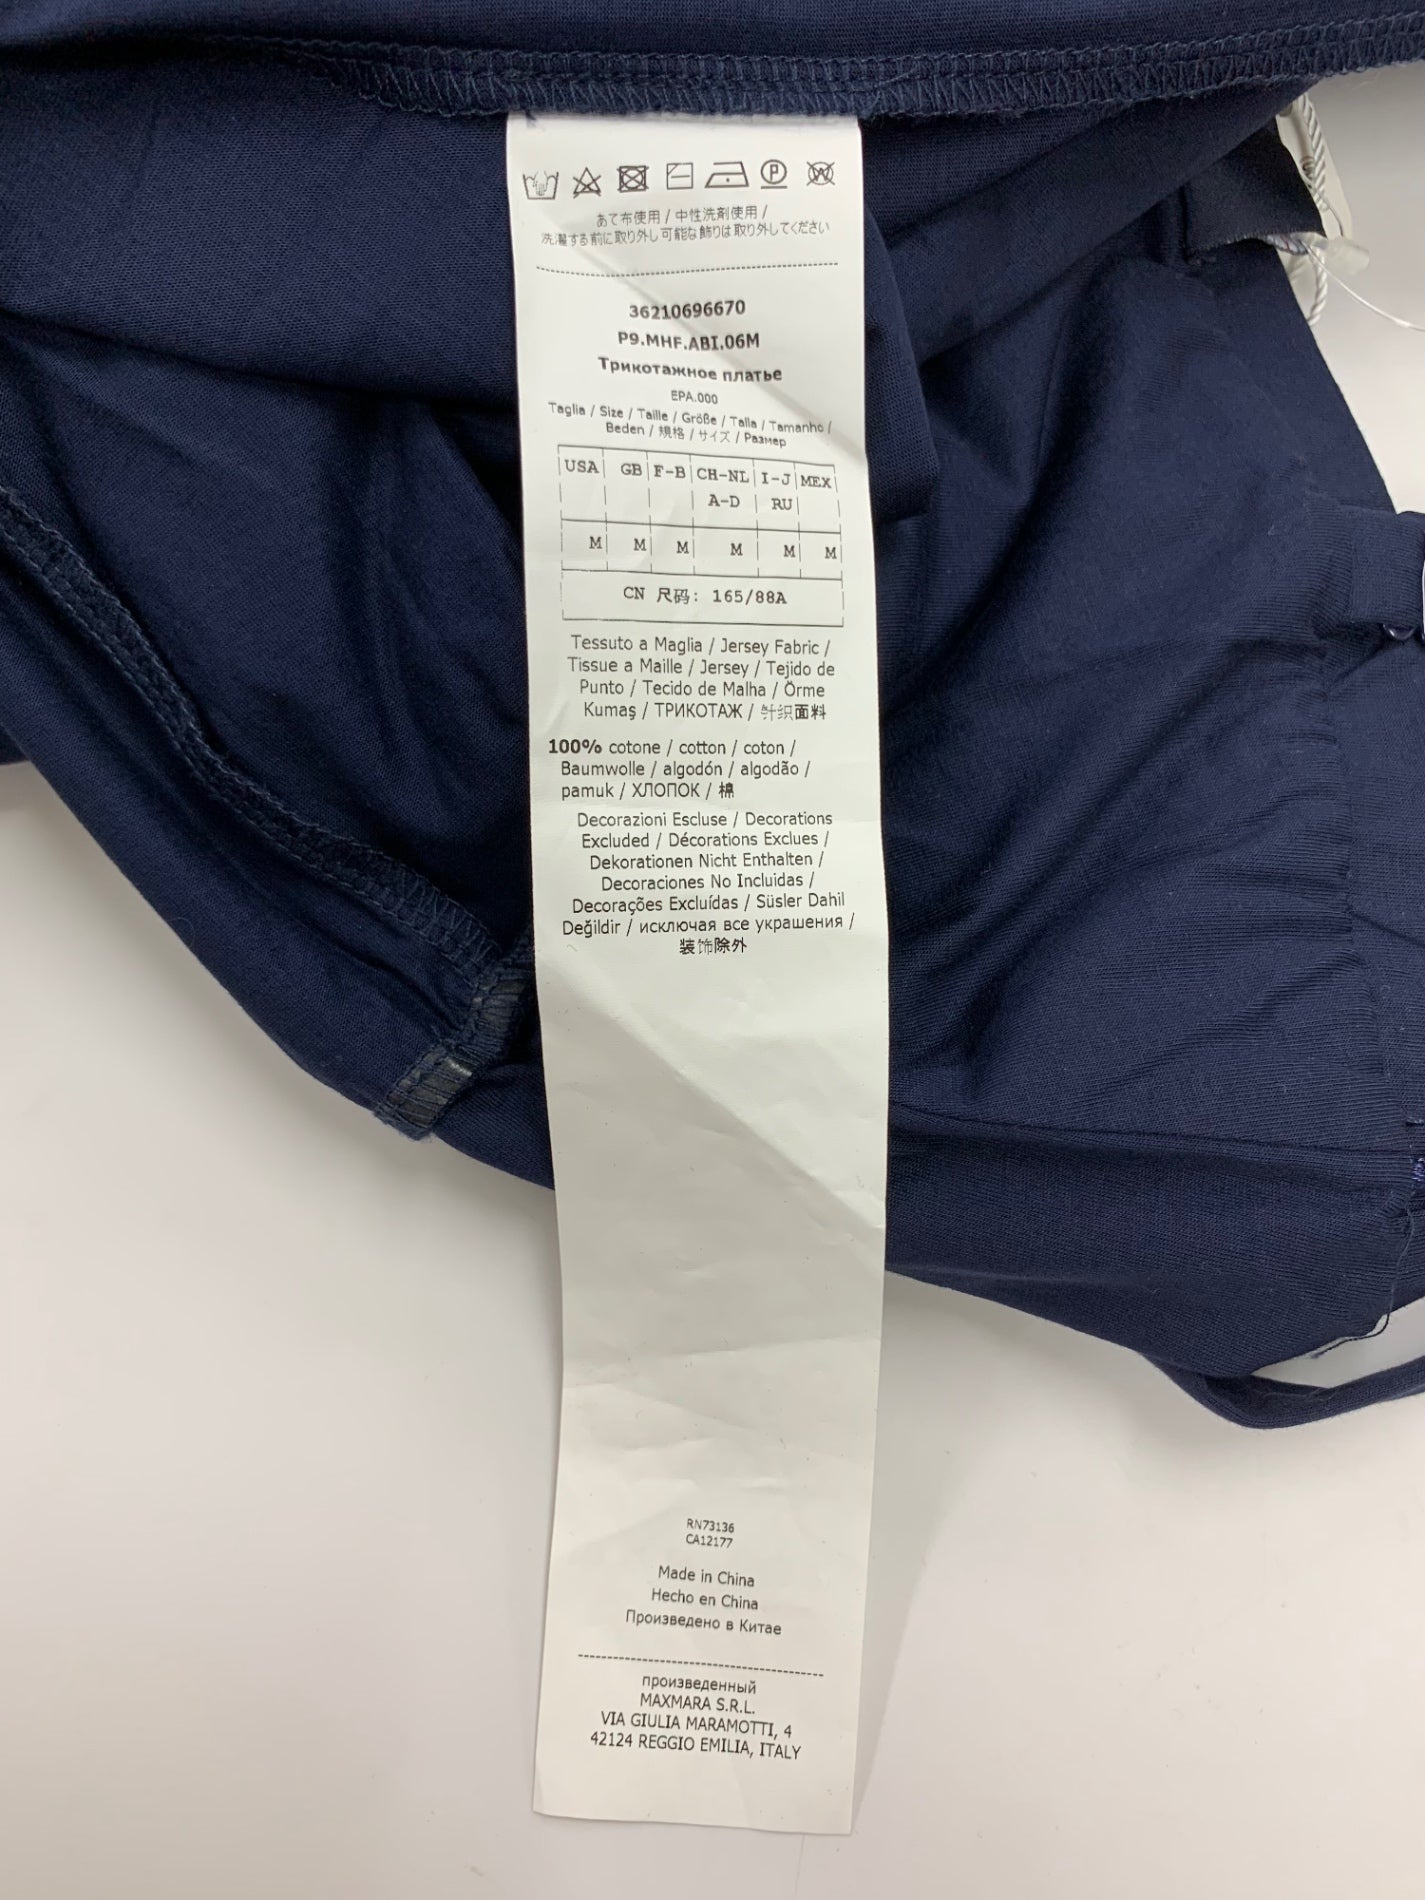 あて布使用 / 中性洗剤使用 /
洗濯する前に取り外し可能な飾りは取り外してください
36210696670
P9.MHF.ABI.06M
Трикотажное платье
EPA.000
Taglia / Size / Taille / Größe / Talla / Tamanho /
Beden / 規格 / サイズ / Размер
USA GB F-B CH-NL I-J MEX
A-D RU
M M M M M M
CN 尺码: 165/88A
Tessuto a Maglia / Jersey Fabric /
Tissue a Maille / Jersey / Tejido de
Punto / Tecido de Malha / Örme
Kumaş / ТРИКОТАЖ / 针织面料
100% cotone / cotton / coton /
Baumwolle / algodón / algodão /
pamuk / ХЛОПОК / 棉
Decorazioni Escluse / Decorations
Excluded / Décorations Exclues /
Dekorationen Nicht Enthalten /
Decoraciones No Incluidas /
Decorações Excluídas / Süsler Dahil
Değildir / исключая все украшения /
装饰除外
RN73136
CA12177
Made in China
Hecho en China
Произведено в Китае
произведенный
MAXMARA S.R.L.
VIA GIULIA MARAMOTTI, 4
42124 REGGIO EMILIA, ITALY